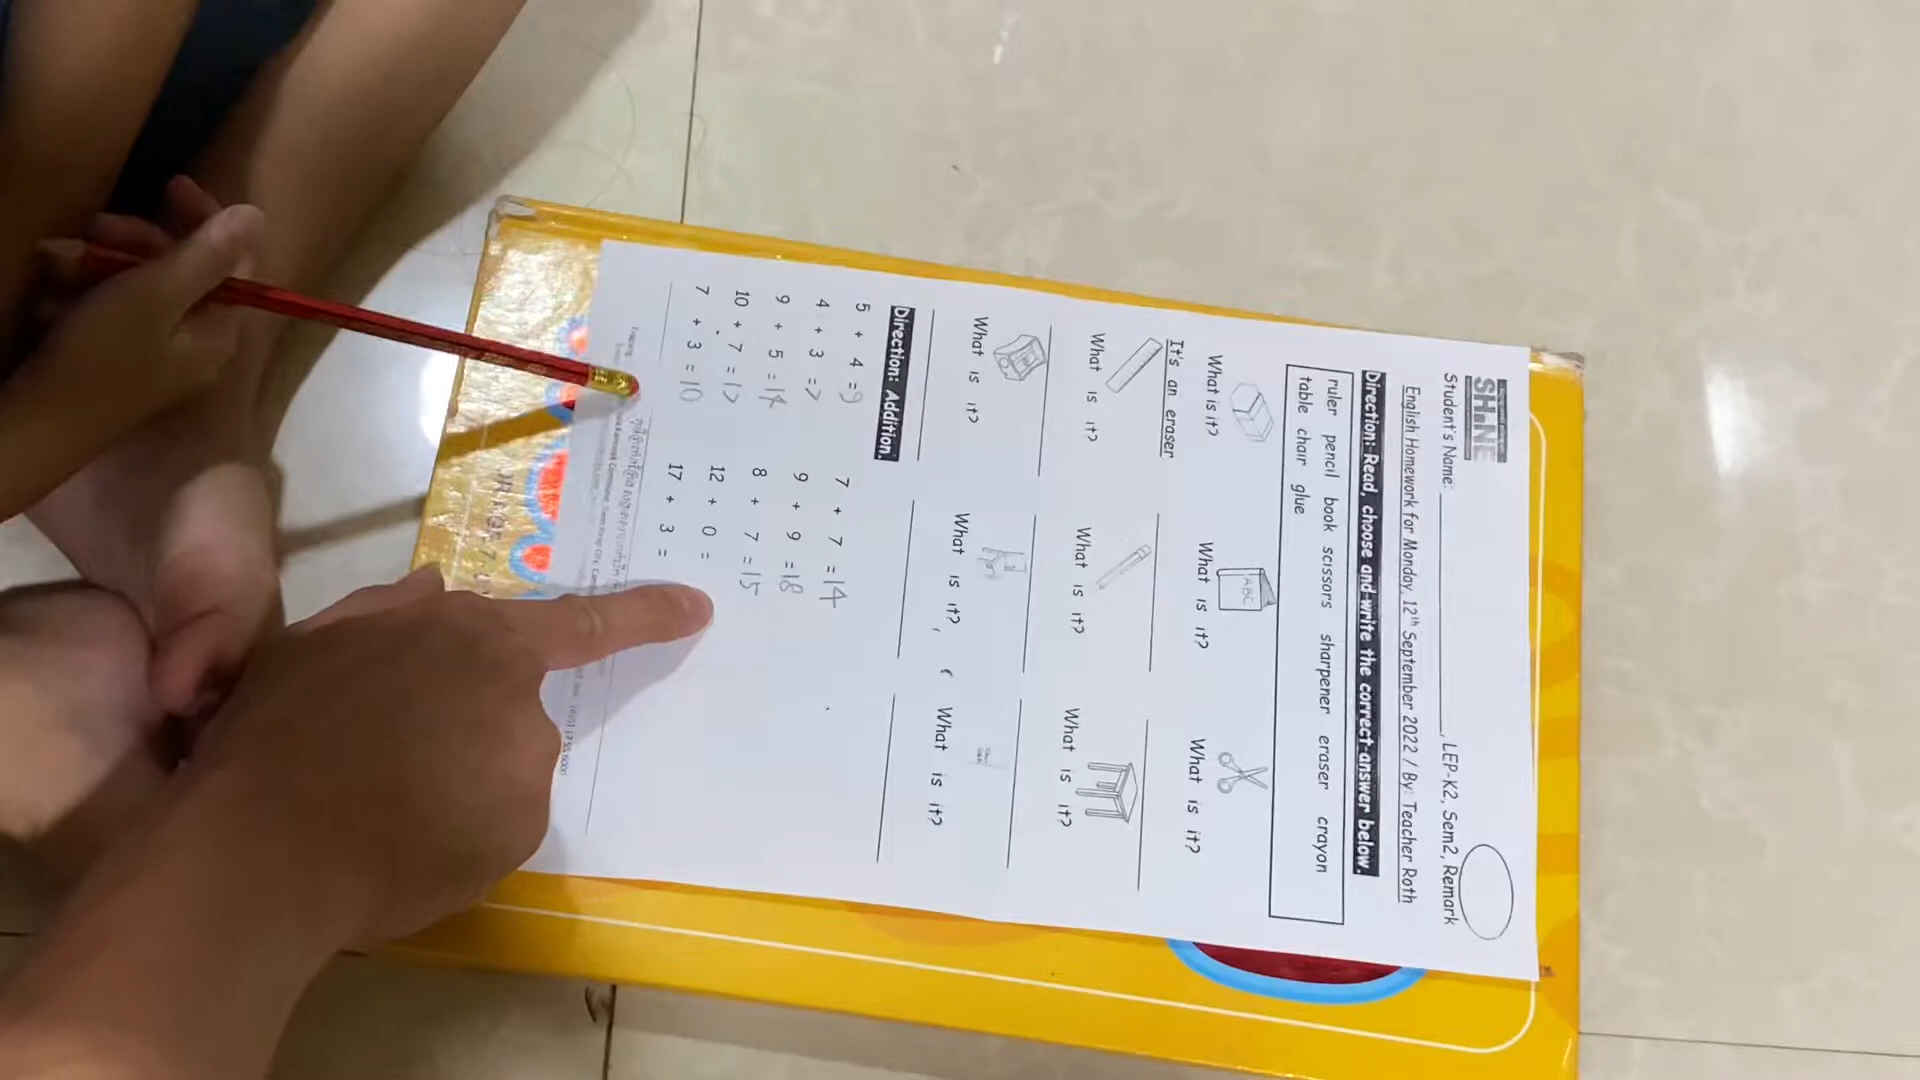 SHINE
Student's Name: , LEP-K2, Sem2, Remark
English Homework for Monday, 12th September 2022 / By: Teacher Roth
Direction: Read, choose and write the correct answer below.
ruler pencil book scissors sharpener eraser crayon
table chair glue
ABC
What is it? What is it? What is it?
It's an eraser
What is it? What is it? What is it?
What is it? What is it? What is it?
Direction: Addition.
5 + 4 = 9 7 + 7 = 14
4 + 3 = 7 9 + 9 = 18
9 + 5 = 14 8 + 7 = 15
10 + 7 = 17 12 + 0 =
7 + 3 = 10 17 + 3 =